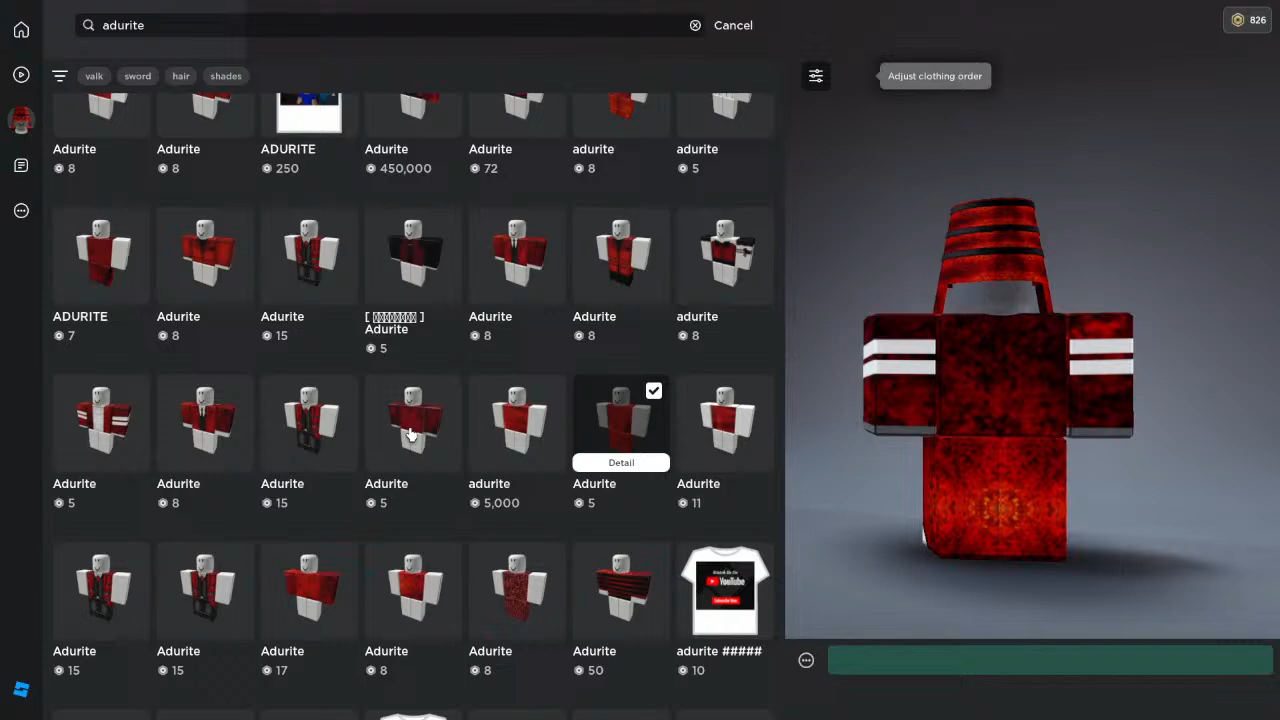 adurite
Cancel
826
valk
sword
hair
shades
Adjust clothing order
Adurite
Adurite
ADURITE
Adurite
Adurite
adurite
adurite
8
8
250
450,000
72
8
5
ADURITE
Adurite
Adurite
[ ▯▯▯▯▯▯▯▯ ]
Adurite
Adurite
Adurite
adurite
7
8
15
5
8
8
8
Detail
Adurite
Adurite
Adurite
Adurite
adurite
Adurite
Adurite
5
8
15
5
5,000
5
11
YouTube
Adurite
Adurite
Adurite
Adurite
Adurite
Adurite
adurite #####
15
15
17
8
8
50
10